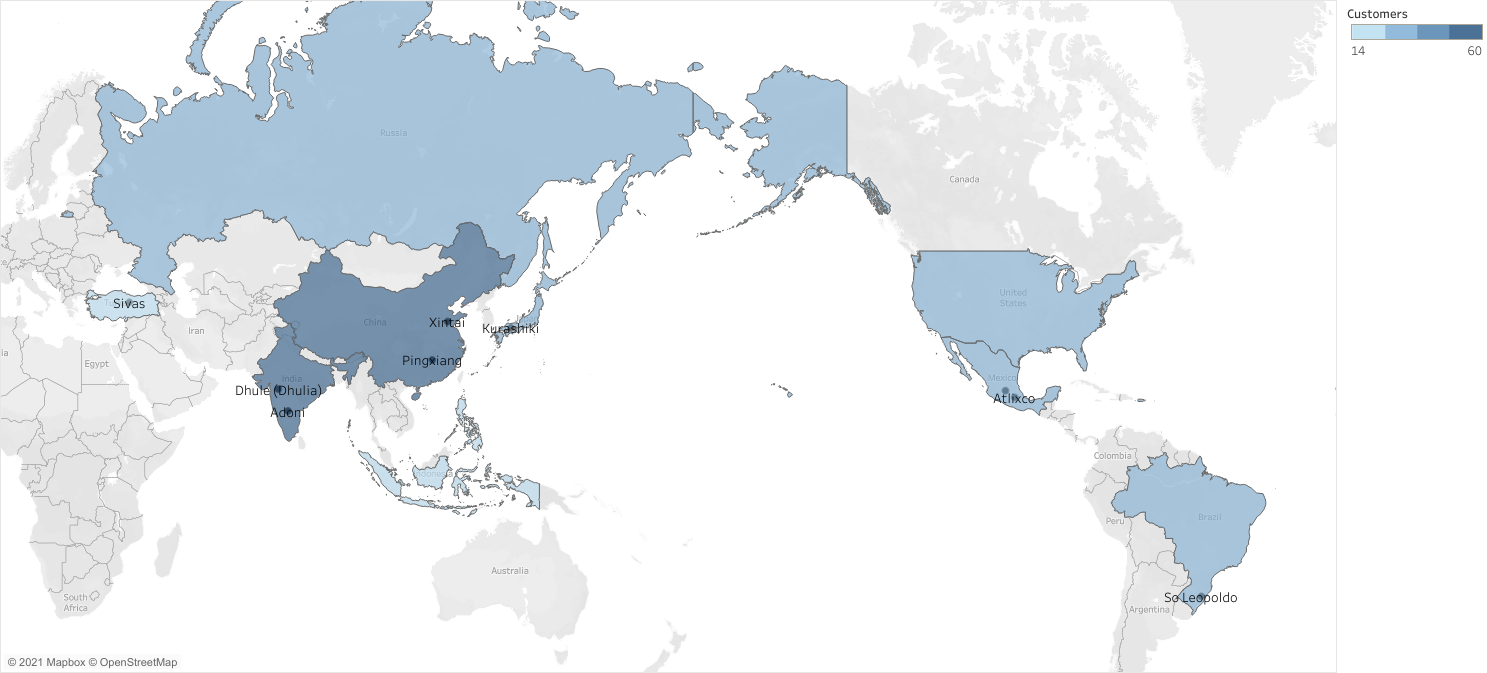 Customers
14
60
Russia
Canada
United
States
Sivas
Iran
China
Xintai
Kurashiki
Pingxiang
Egypt
India
Dhule (Dhulia)
Adoni
Mexico
Atlixco
Colombia
Indonesia
Peru
Brazil
Australia
South
Africa
So Leopoldo
Argentina
© 2021 Mapbox © OpenStreetMap